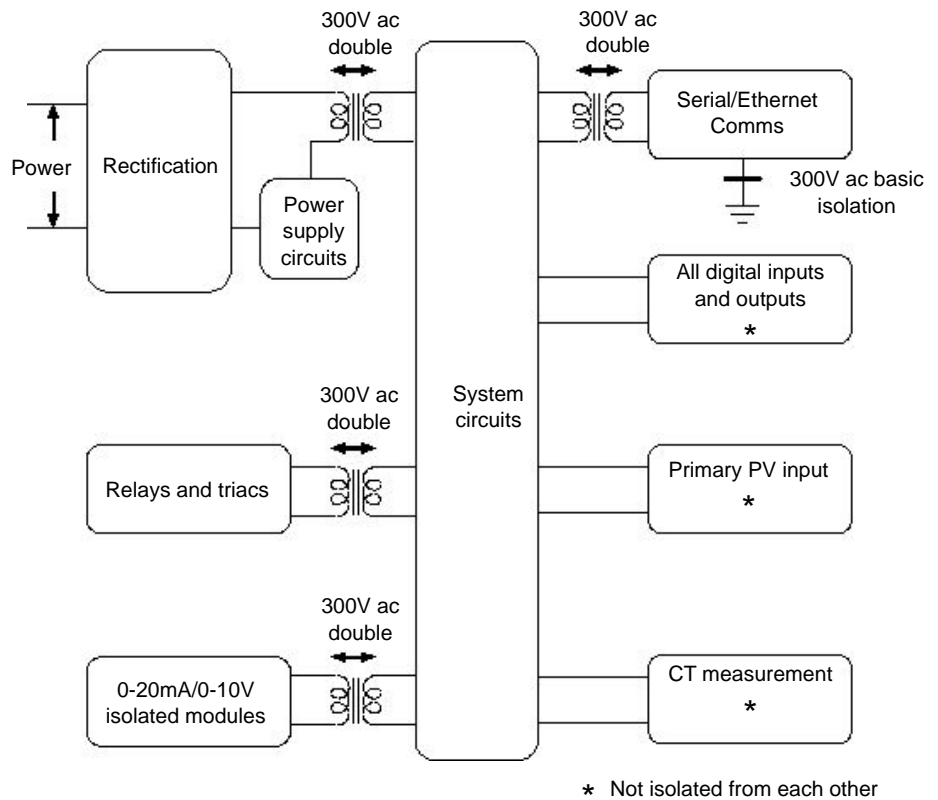 300V ac
double
300V ac
double
Power
Rectification
Power
supply
circuits
Serial/Ethernet
Comms
300V ac basic
isolation
All digital inputs
and outputs
*
300V ac
double
System
circuits
Relays and triacs
Primary PV input
*
300V ac
double
0-20mA/0-10V
isolated modules
CT measurement
*
* Not isolated from each other